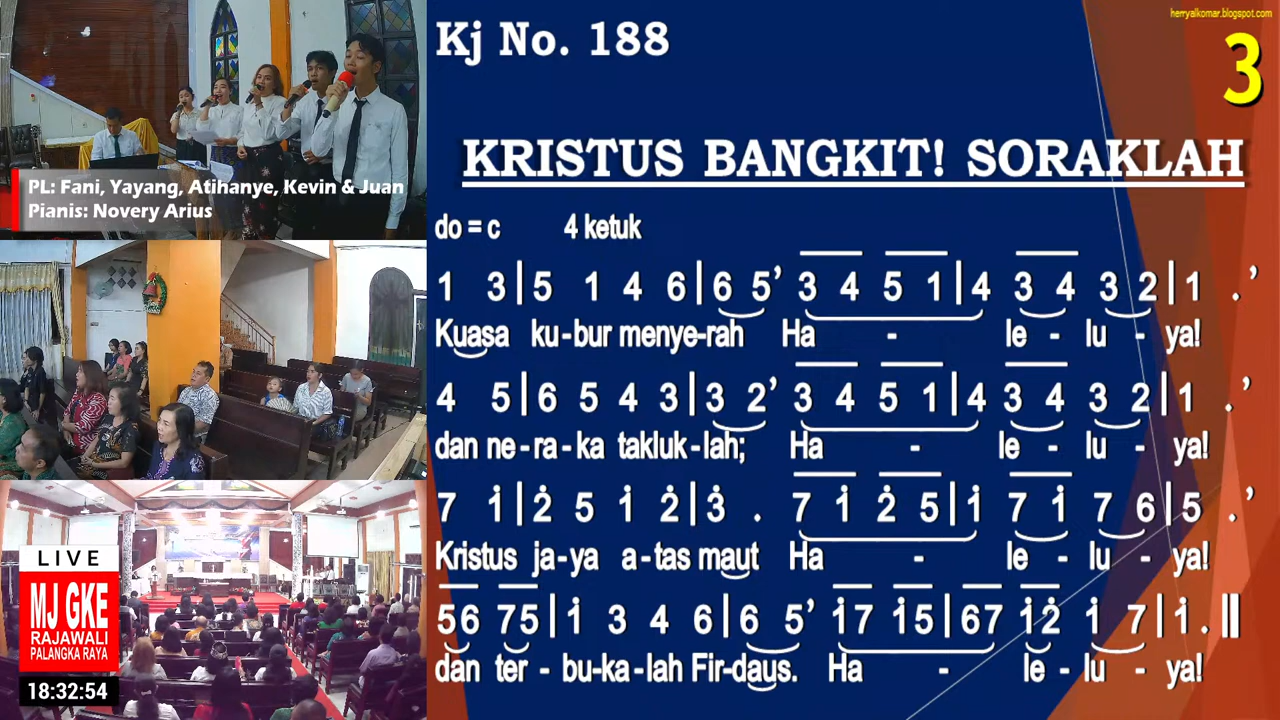 herryalkomar.blogspot.com
Kj No. 188
3
KRISTUS BANGKIT! SORAKLAH
do = c 4 ketuk
1 3 | 5 1 4 6 | 6 5 ’ 3 4 5 1 | 4 3 4 3 2 | 1 . ’
Kuasa ku-bur menye-rah Ha - le - lu - ya!
4 5 | 6 5 4 3 | 3 2 ’ 3 4 5 1 | 4 3 4 3 2 | 1 . ’
dan ne-ra-ka takluk-lah; Ha - le - lu - ya!
7 1̇ | 2̇ 5 1̇ 2̇ | 3̇ . 7 1̇ 2̇ 5 | 1̇ 7 1̇ 7 6 | 5 . ’
Kristus ja-ya a-tas maut Ha - le - lu - ya!
56 75 | 1̇ 3 4 6 | 6 5 ’ 1̇7 1̇5 | 67 1̇2̇ 1̇ 7 | 1̇ . ||
dan ter - bu-ka-lah Fir-daus. Ha - le - lu - ya!
PL: Fani, Yayang, Atihanye, Kevin & Juan
Pianis: Novery Arius
LIVE
MJ GKE
RAJAWALI
PALANGKA RAYA
18:32:54